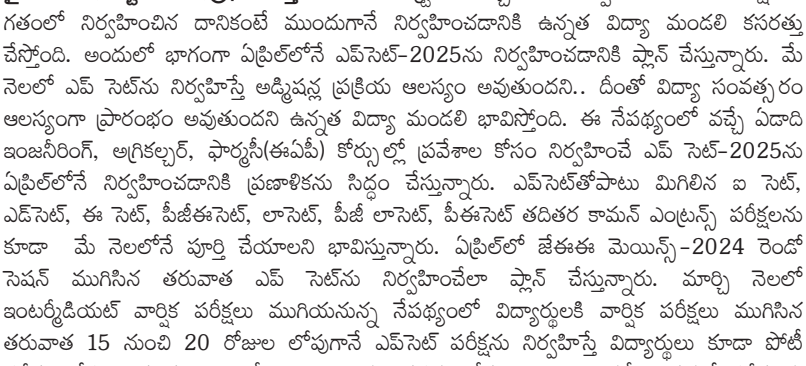 గతంలో నిర్వహించిన దానికంటే ముందుగానే నిర్వహించడానికి ఉన్నత విద్యా మండలి కసరత్తు
చేస్తోంది. అందులో భాగంగా ఏప్రిల్‌లోనే ఎప్‌సెట్-2025ను నిర్వహించడానికి ప్లాన్ చేస్తున్నారు. మే
నెలలో ఎప్ సెట్‌ను నిర్వహిస్తే అడ్మిషన్ల ప్రక్రియ ఆలస్యం అవుతుందని.. దీంతో విద్యా సంవత్సరం
ఆలస్యంగా ప్రారంభం అవుతుందని ఉన్నత విద్యా మండలి భావిస్తోంది. ఈ నేపథ్యంలో వచ్చే ఏడాది
ఇంజనీరింగ్, అగ్రికల్చర్, ఫార్మసీ(ఈఏపీ) కోర్సుల్లో ప్రవేశాల కోసం నిర్వహించే ఎప్ సెట్-2025ను
ఏప్రిల్‌లోనే నిర్వహించడానికి ప్రణాళికను సిద్ధం చేస్తున్నారు. ఎప్‌సెట్‌తోపాటు మిగిలిన ఐ సెట్,
ఎడ్‌సెట్, ఈ సెట్, పీజీఈసెట్, లాసెట్, పీజీ లాసెట్, పీఈసెట్ తదితర కామన్ ఎంట్రన్స్ పరీక్షలను
కూడా మే నెలలోనే పూర్తి చేయాలని భావిస్తున్నారు. ఏప్రిల్‌లో జేఈఈ మెయిన్స్-2024 రెండో
సెషన్ ముగిసిన తరువాత ఎప్ సెట్‌ను నిర్వహించేలా ప్లాన్ చేస్తున్నారు. మార్చి నెలలో
ఇంటర్మీడియట్ వార్షిక పరీక్షలు ముగియనున్న నేపథ్యంలో విద్యార్థులకి వార్షిక పరీక్షలు ముగిసిన
తరువాత 15 నుంచి 20 రోజుల లోపుగానే ఎప్‌సెట్ పరీక్షను నిర్వహిస్తే విద్యార్థులు కూడా పోటీ